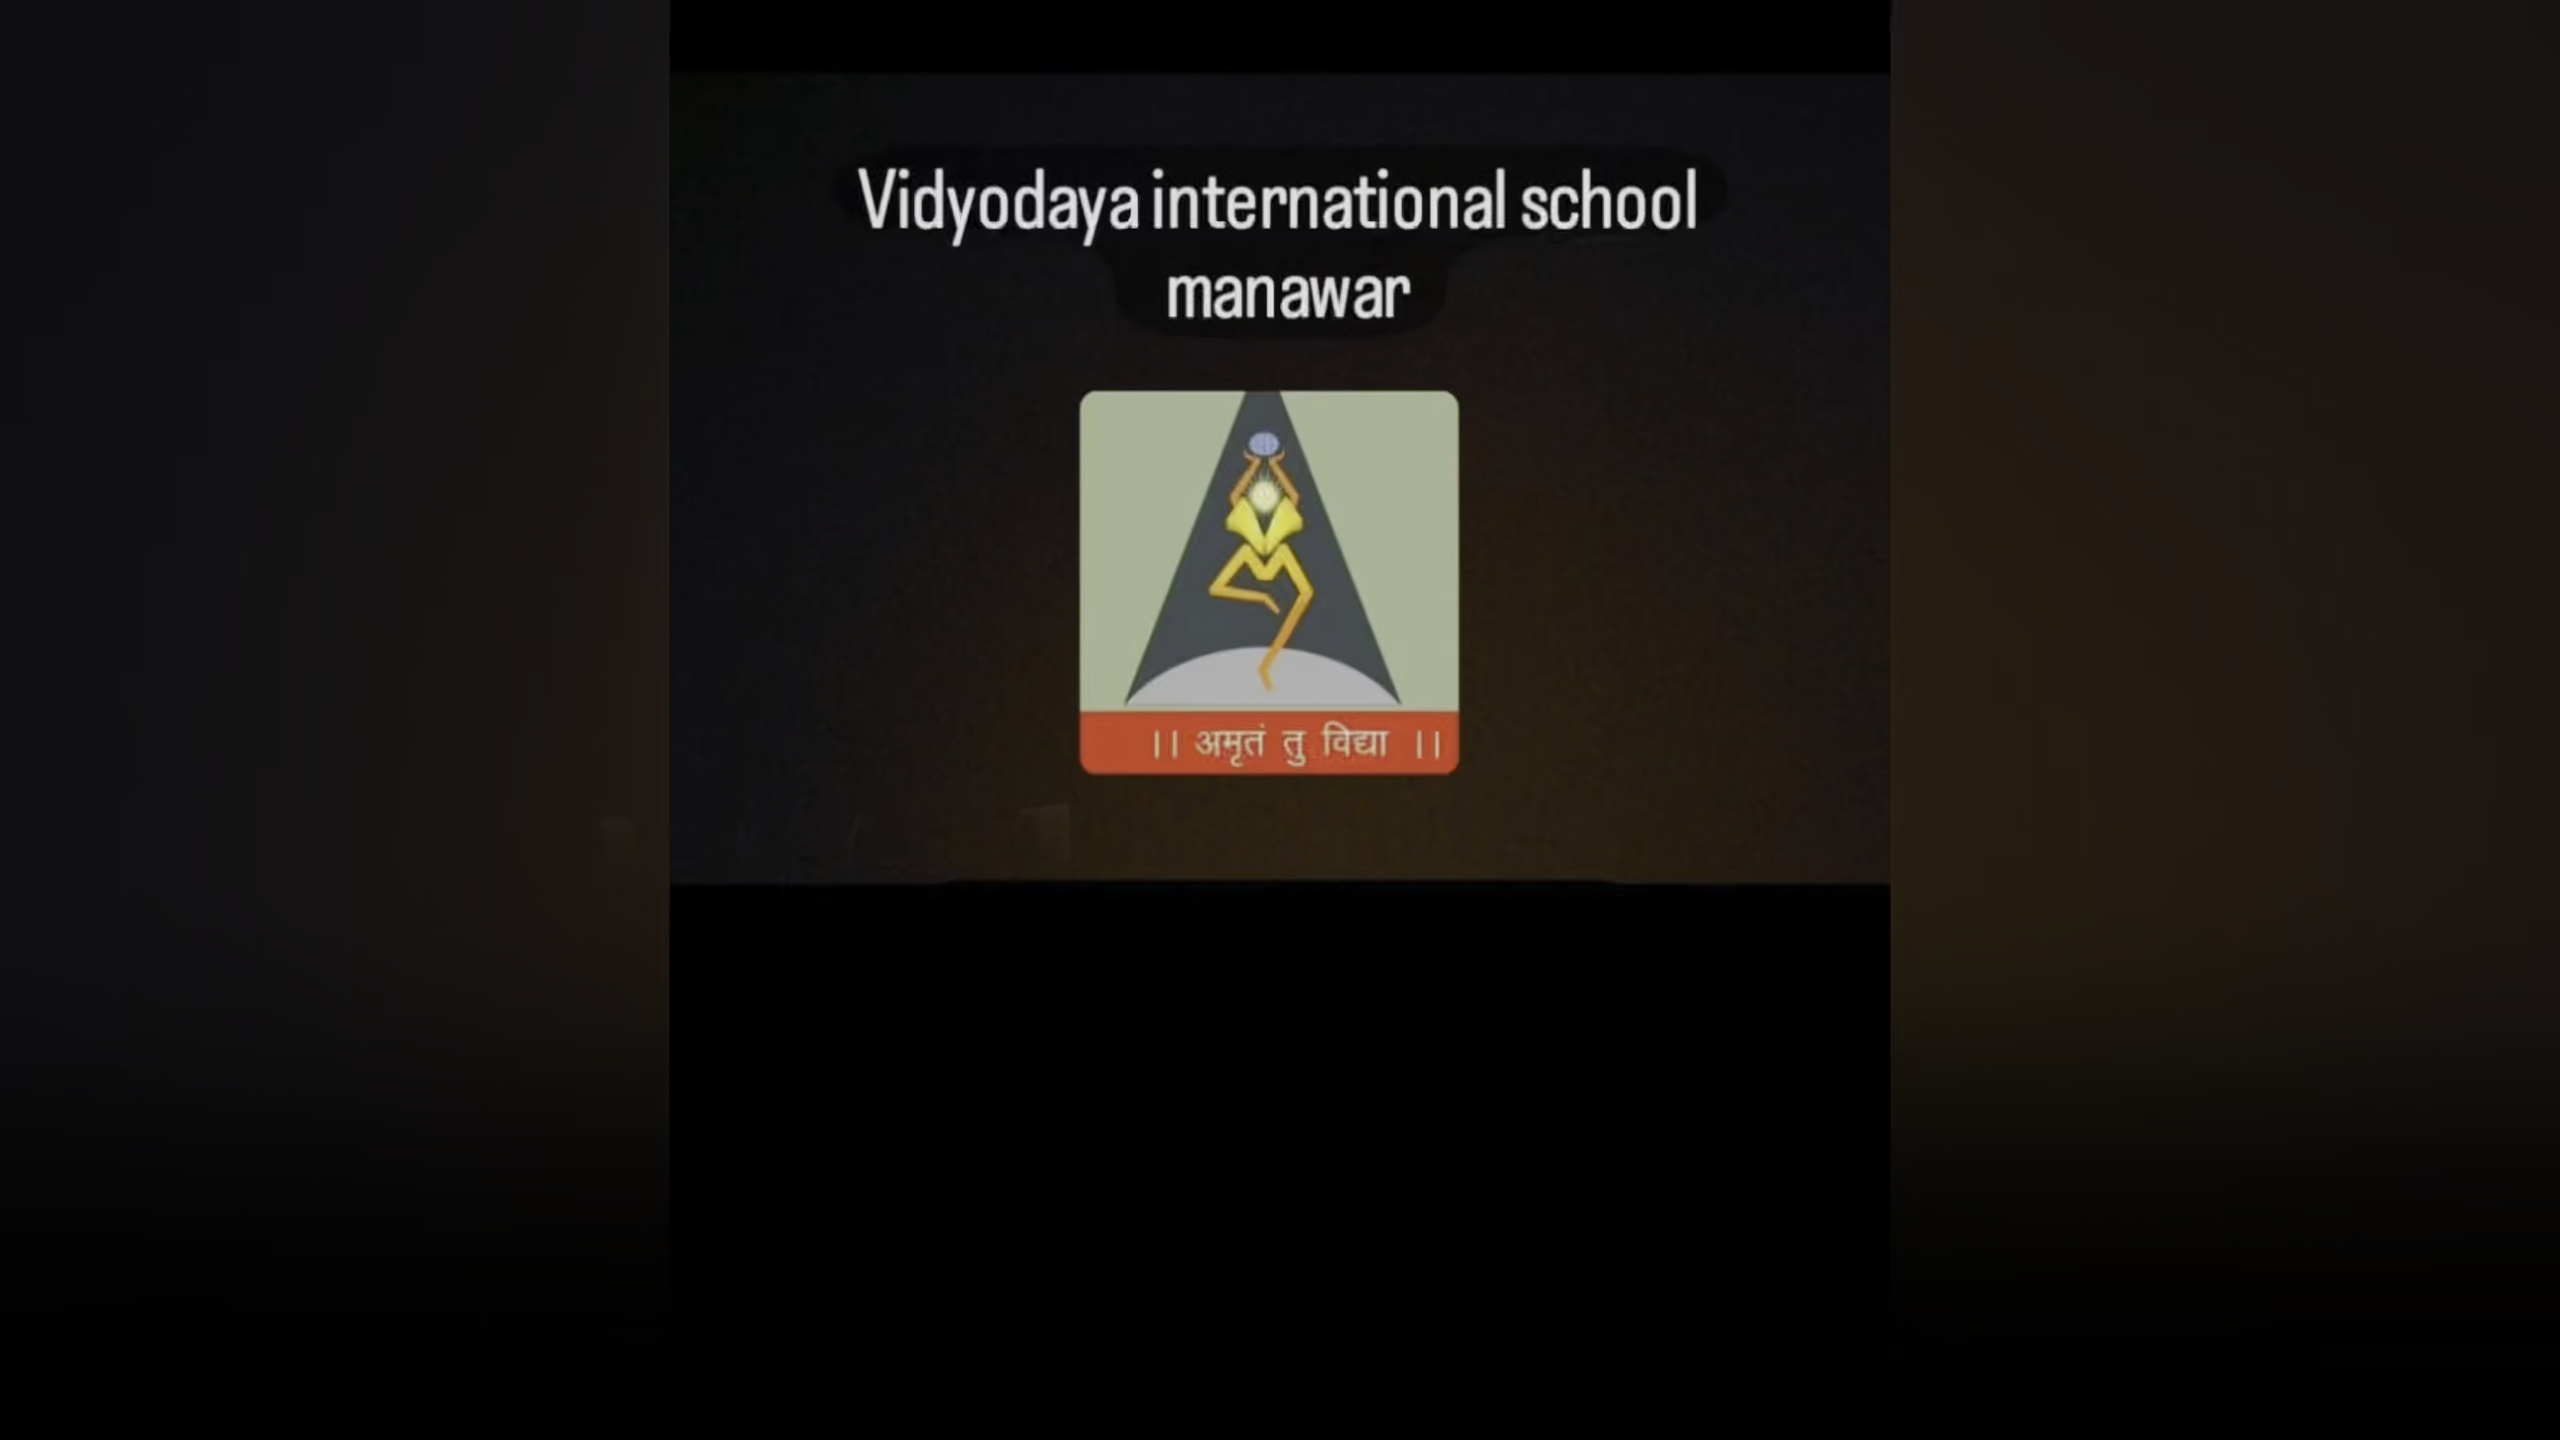 Vidyodaya international school
manawar
।। अमृतं तु विद्या ।।